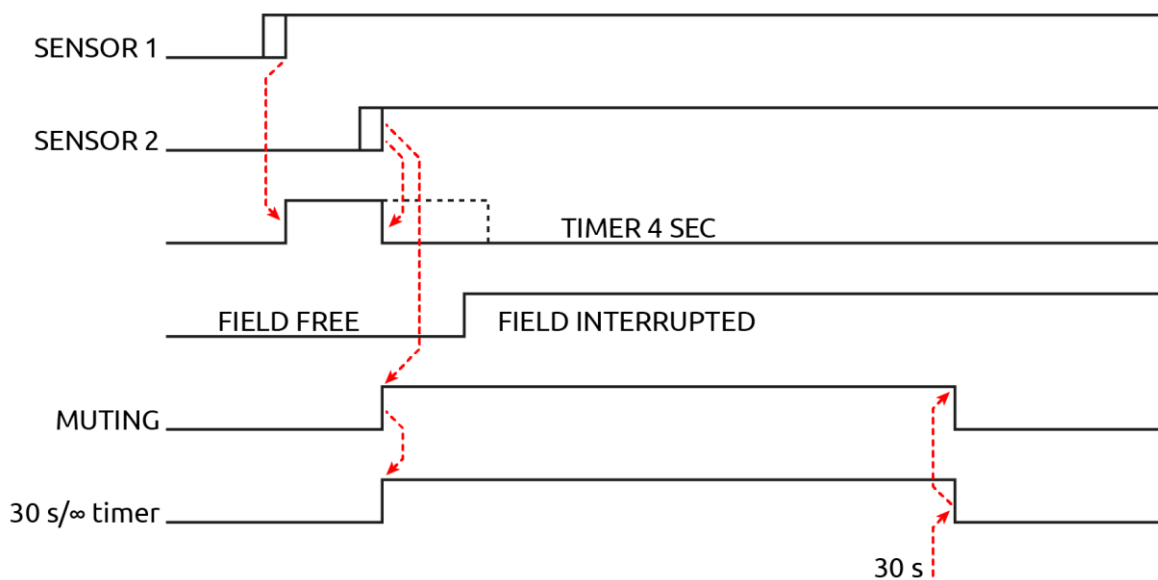 SENSOR 1
SENSOR 2
TIMER 4 SEC
FIELD FREE
FIELD INTERRUPTED
MUTING
30 s/∞ timer
30 s